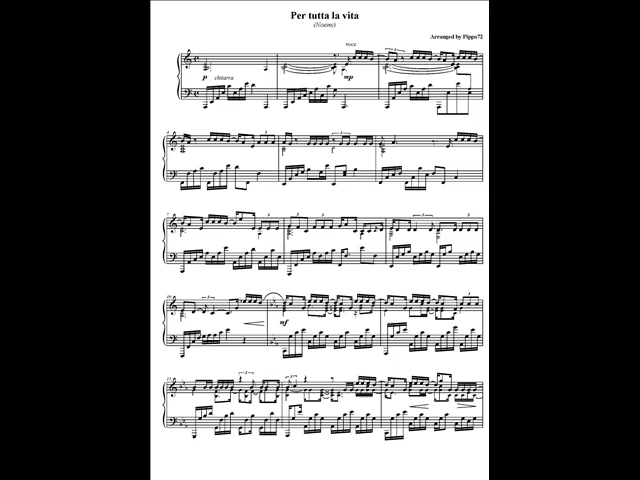 Per tutta la vita
(Noemi)
Arranged by Pippo72
voce
p chitarra
mp
mf